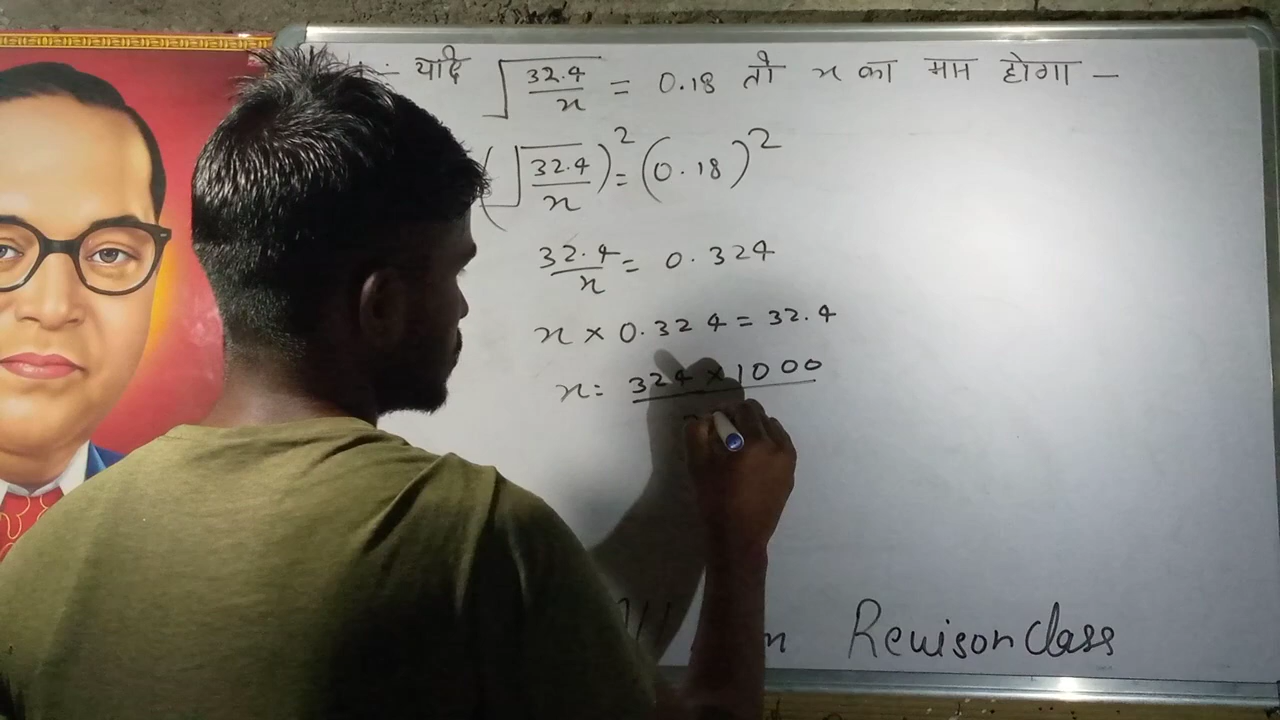 यदि √(32.4/x) = 0.18 तो x का मान होगा –
(√(32.4/x))² = (0.18)²
32.4/x = 0.324
x × 0.324 = 32.4
x = 324 × 1000
Revison Class